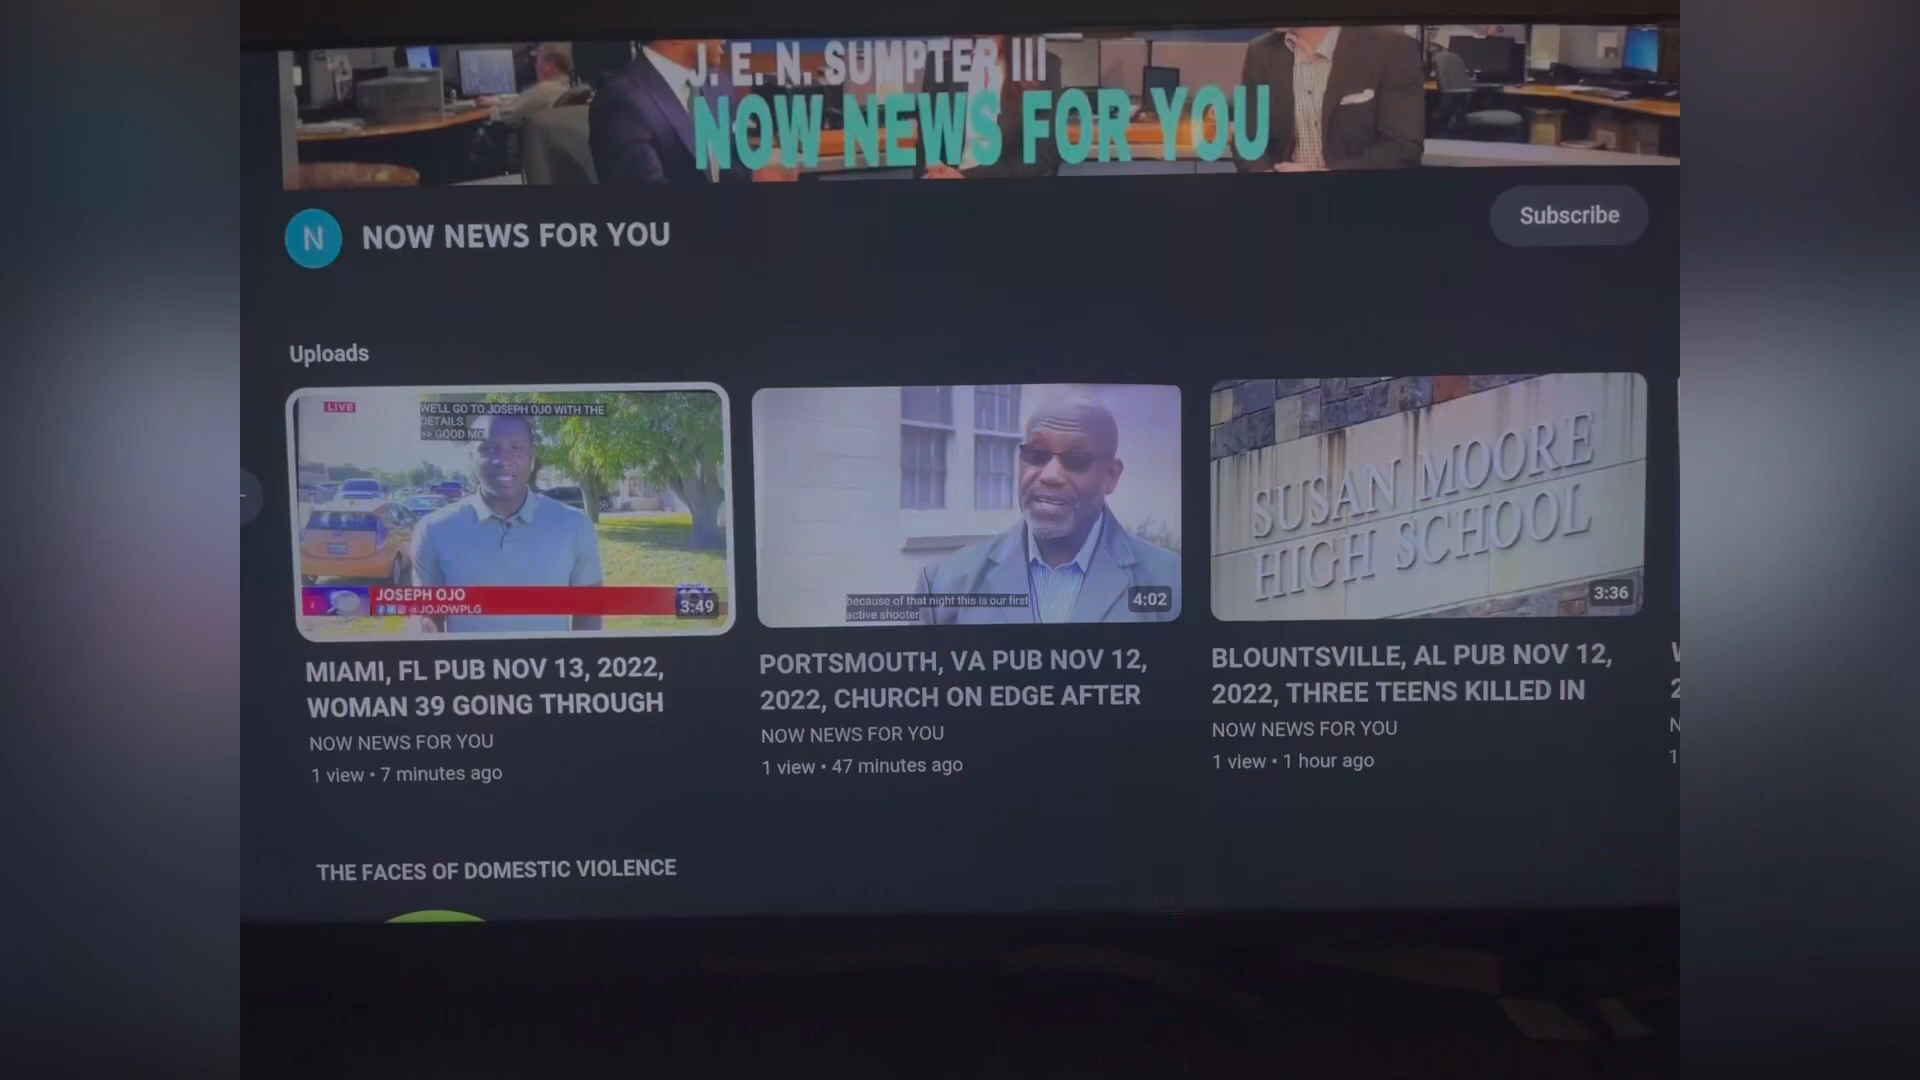 J. E. N. SUMPTER III
NOW NEWS FOR YOU
N
NOW NEWS FOR YOU
Subscribe
Uploads
LIVE
WE'LL GO TO JOSEPH OJO WITH THE
DETAILS
>> GOOD MO
JOSEPH OJO
@JOJOWPLG
3:49
MIAMI, FL PUB NOV 13, 2022,
WOMAN 39 GOING THROUGH
NOW NEWS FOR YOU
1 view • 7 minutes ago
because of that night this is our first
active shooter
4:02
PORTSMOUTH, VA PUB NOV 12,
2022, CHURCH ON EDGE AFTER
NOW NEWS FOR YOU
1 view • 47 minutes ago
SUSAN MOORE
HIGH SCHOOL
3:36
BLOUNTSVILLE, AL PUB NOV 12,
2022, THREE TEENS KILLED IN
NOW NEWS FOR YOU
1 view • 1 hour ago
THE FACES OF DOMESTIC VIOLENCE